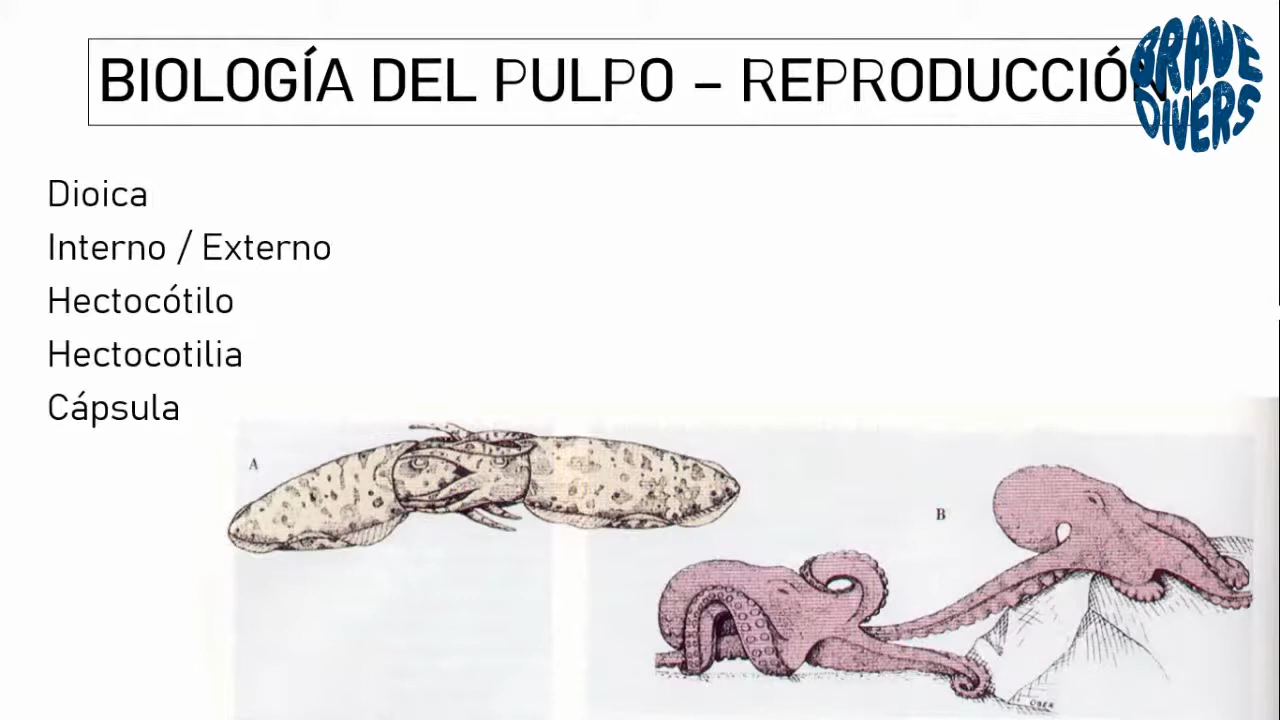 BIOLOGÍA DEL PULPO – REPRODUCCIÓN
BRAVE
DIVERS
Dioica
Interno / Externo
Hectocótilo
Hectocotilia
Cápsula
A
B